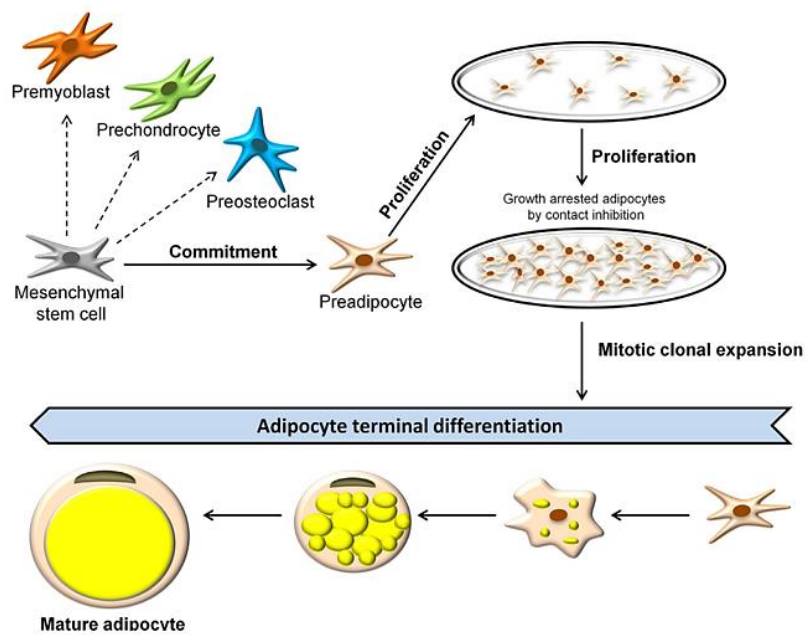 Premyoblast
Prechondrocyte
Preosteoclast
Mesenchymal
stem cell
Commitment
Preadipocyte
Proliferation
Proliferation
Growth arrested adipocytes
by contact inhibition
Mitotic clonal expansion
Adipocyte terminal differentiation
Mature adipocyte